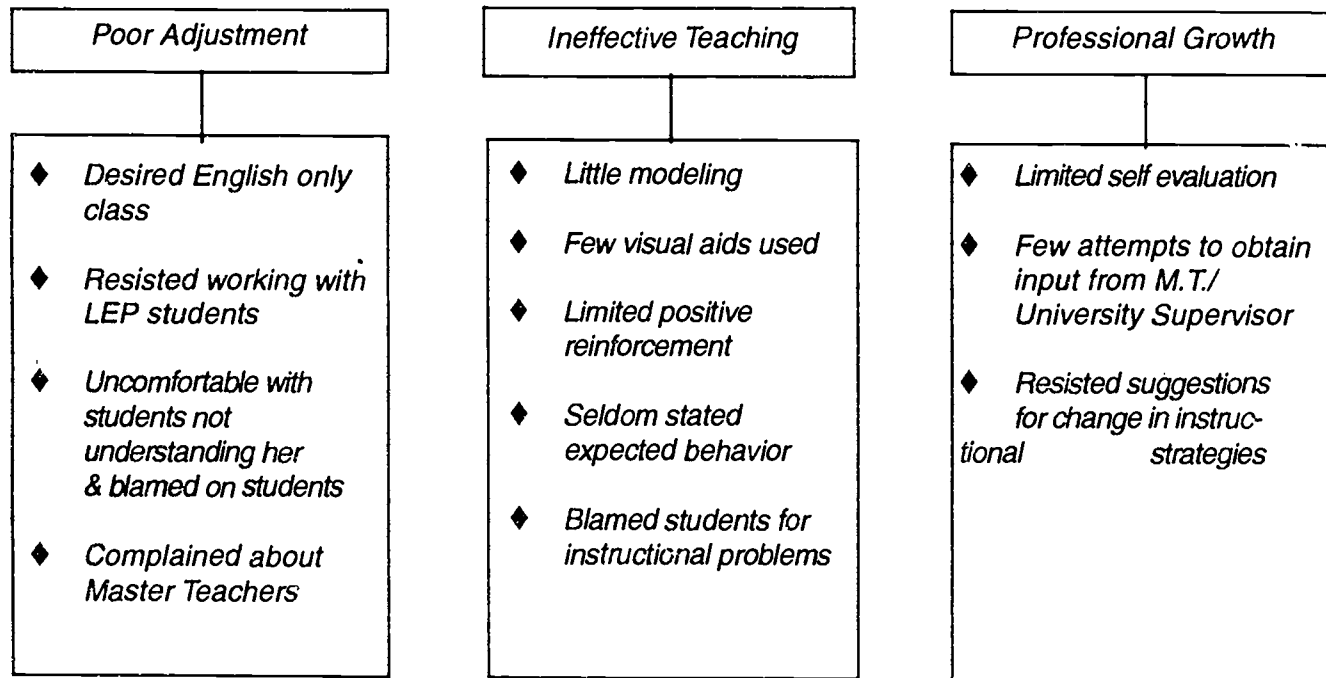 Poor Adjustment
♦ Desired English only
class
♦ Resisted working with
LEP students
♦ Uncomfortable with
students not
understanding her
& blamed on students
♦ Complained about
Master Teachers
Ineffective Teaching
♦ Little modeling
♦ Few visual aids used
♦ Limited positive
reinforcement
♦ Seldom stated
expected behavior
♦ Blamed students for
instructional problems
Professional Growth
♦ Limited self evaluation
♦ Few attempts to obtain
input from M.T./
University Supervisor
♦ Resisted suggestions
for change in instruc-
tional strategies